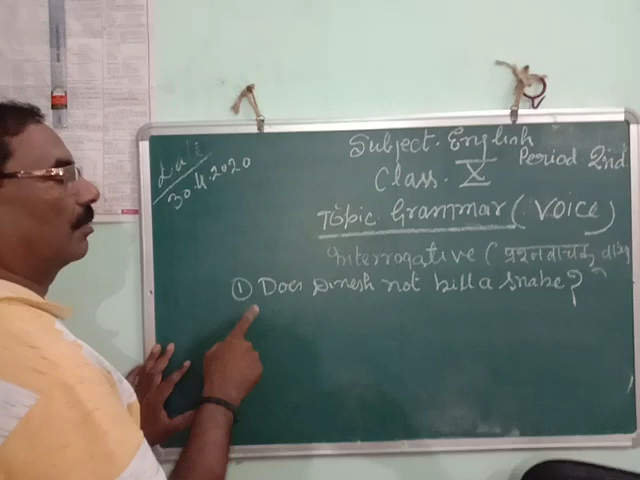 Date
30.4.2020
Subject. English
Class. X Period 2nd
Topic Grammar ( VOICE )
Interrogative ( प्रश्नवाचक
① Does Dinesh not kill a snake?